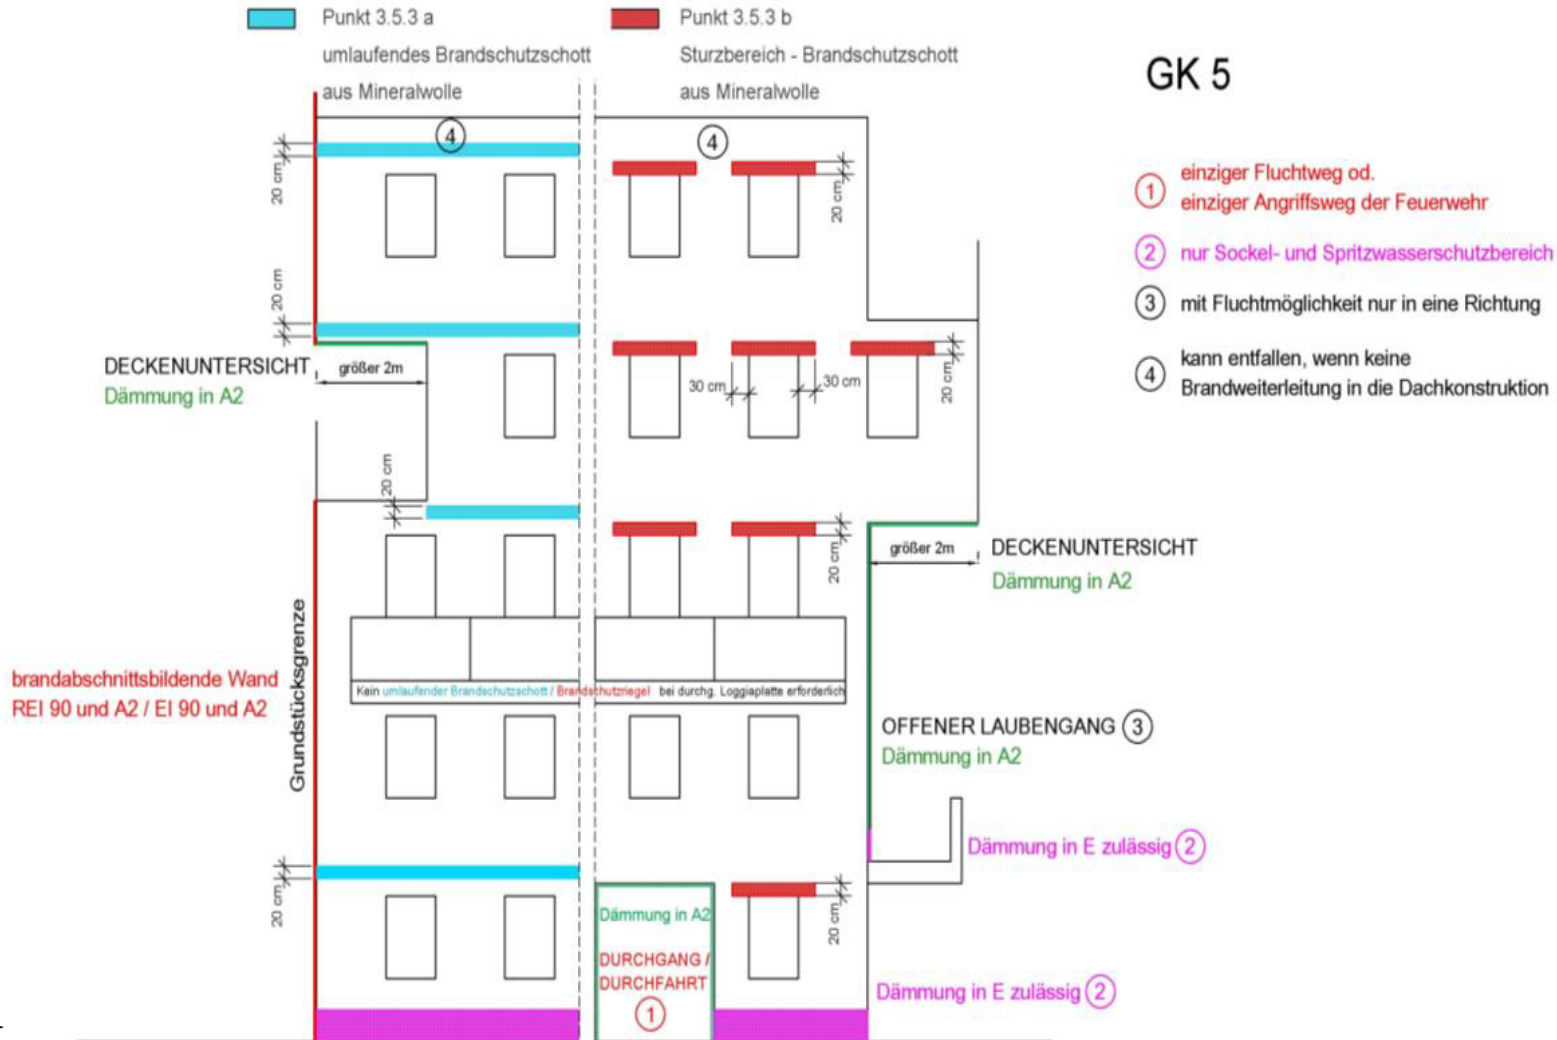 Punkt 3.5.3 a
umlaufendes Brandschutzschott
aus Mineralwolle
Punkt 3.5.3 b
Sturzbereich - Brandschutzschott
aus Mineralwolle
GK 5
1 einziger Fluchtweg od.
einziger Angriffsweg der Feuerwehr
2 nur Sockel- und Spritzwasserschutzbereich
3 mit Fluchtmöglichkeit nur in eine Richtung
4 kann entfallen, wenn keine
Brandweiterleitung in die Dachkonstruktion
4
4
20 cm
20 cm
20 cm
DECKENUNTERSICHT
Dämmung in A2
größer 2m
30 cm
30 cm
20 cm
20 cm
20 cm
größer 2m
DECKENUNTERSICHT
Dämmung in A2
Grundstücksgrenze
brandabschnittsbildende Wand
REI 90 und A2 / EI 90 und A2
Kein umlaufender Brandschutzschott / Brandschutzriegel bei durchg. Loggiaplatte erforderlich
OFFENER LAUBENGANG 3
Dämmung in A2
Dämmung in E zulässig 2
20 cm
20 cm
Dämmung in A2
DURCHGANG /
DURCHFAHRT
1
Dämmung in E zulässig 2